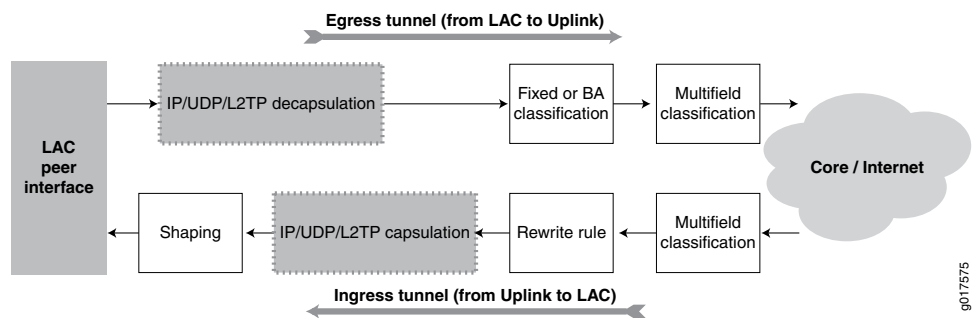 Egress tunnel (from LAC to Uplink)
LAC
peer
interface
IP/UDP/L2TP decapsulation
Fixed or BA
classification
Multifield
classification
Core / Internet
Shaping
IP/UDP/L2TP capsulation
Rewrite rule
Multifield
classification
Ingress tunnel (from Uplink to LAC)
g017575